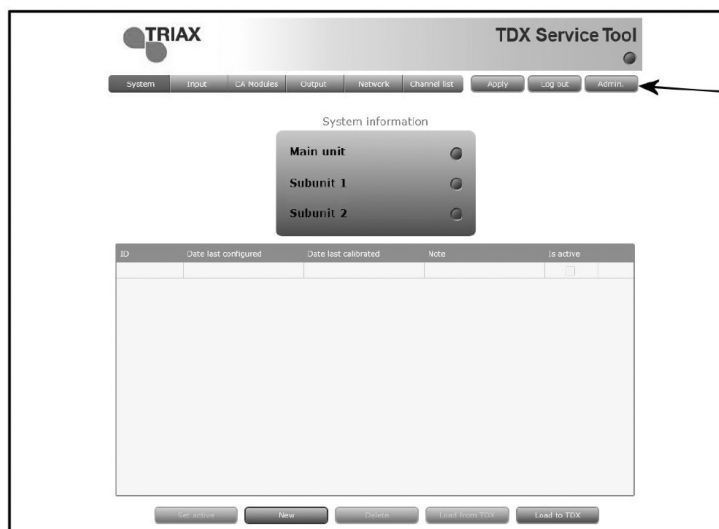 TRIAX
TDX Service Tool
System Input CA Modules Output Network Channel list Apply Log out Admin.
System information
Main unit
Subunit 1
Subunit 2
ID Date last configured Date last calibrated Note Is active
Set active New Delete Load from TDX Load to TDX